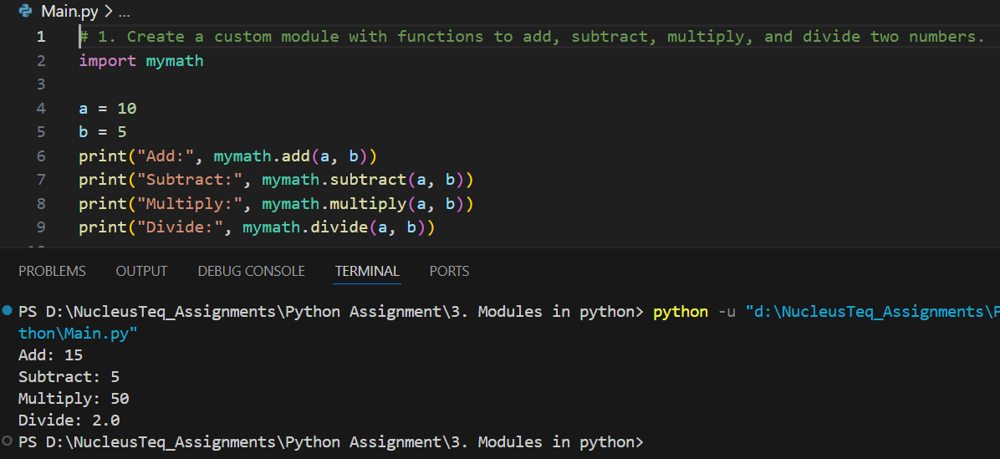 Main.py > ...
1 # 1. Create a custom module with functions to add, subtract, multiply, and divide two numbers.
2 import mymath
3
4 a = 10
5 b = 5
6 print("Add:", mymath.add(a, b))
7 print("Subtract:", mymath.subtract(a, b))
8 print("Multiply:", mymath.multiply(a, b))
9 print("Divide:", mymath.divide(a, b))
PROBLEMS OUTPUT DEBUG CONSOLE TERMINAL PORTS
PS D:\NucleusTeq_Assignments\Python Assignment\3. Modules in python> python -u "d:\NucleusTeq_Assignments\P
thon\Main.py"
Add: 15
Subtract: 5
Multiply: 50
Divide: 2.0
PS D:\NucleusTeq_Assignments\Python Assignment\3. Modules in python>